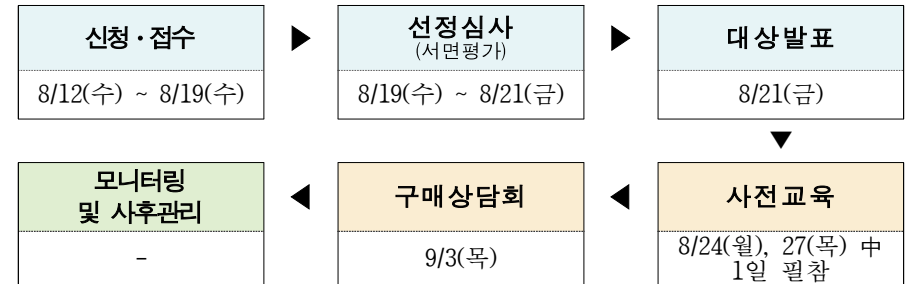 신청·접수 ▶ 선정심사 ▶ 대상발표
(서면평가)
8/12(수) ~ 8/19(수) 8/19(수) ~ 8/21(금) 8/21(금)
▼
모니터링
및 사후관리 ◀ 구매상담회 ◀ 사전교육
- 9/3(목) 8/24(월), 27(목) 中
1일 필참